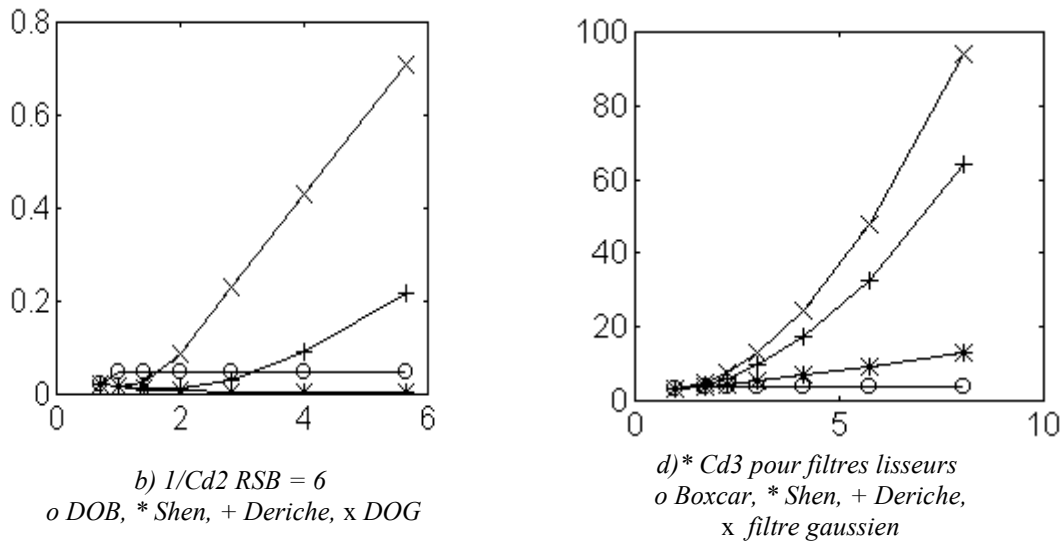 0.8
0.6
0.4
0.2
0
0 2 4 6
b) 1/Cd2 RSB = 6
o DOB, * Shen, + Deriche, x DOG
100
80
60
40
20
0
0 5 10
d)* Cd3 pour filtres lisseurs
o Boxcar, * Shen, + Deriche,
x filtre gaussien